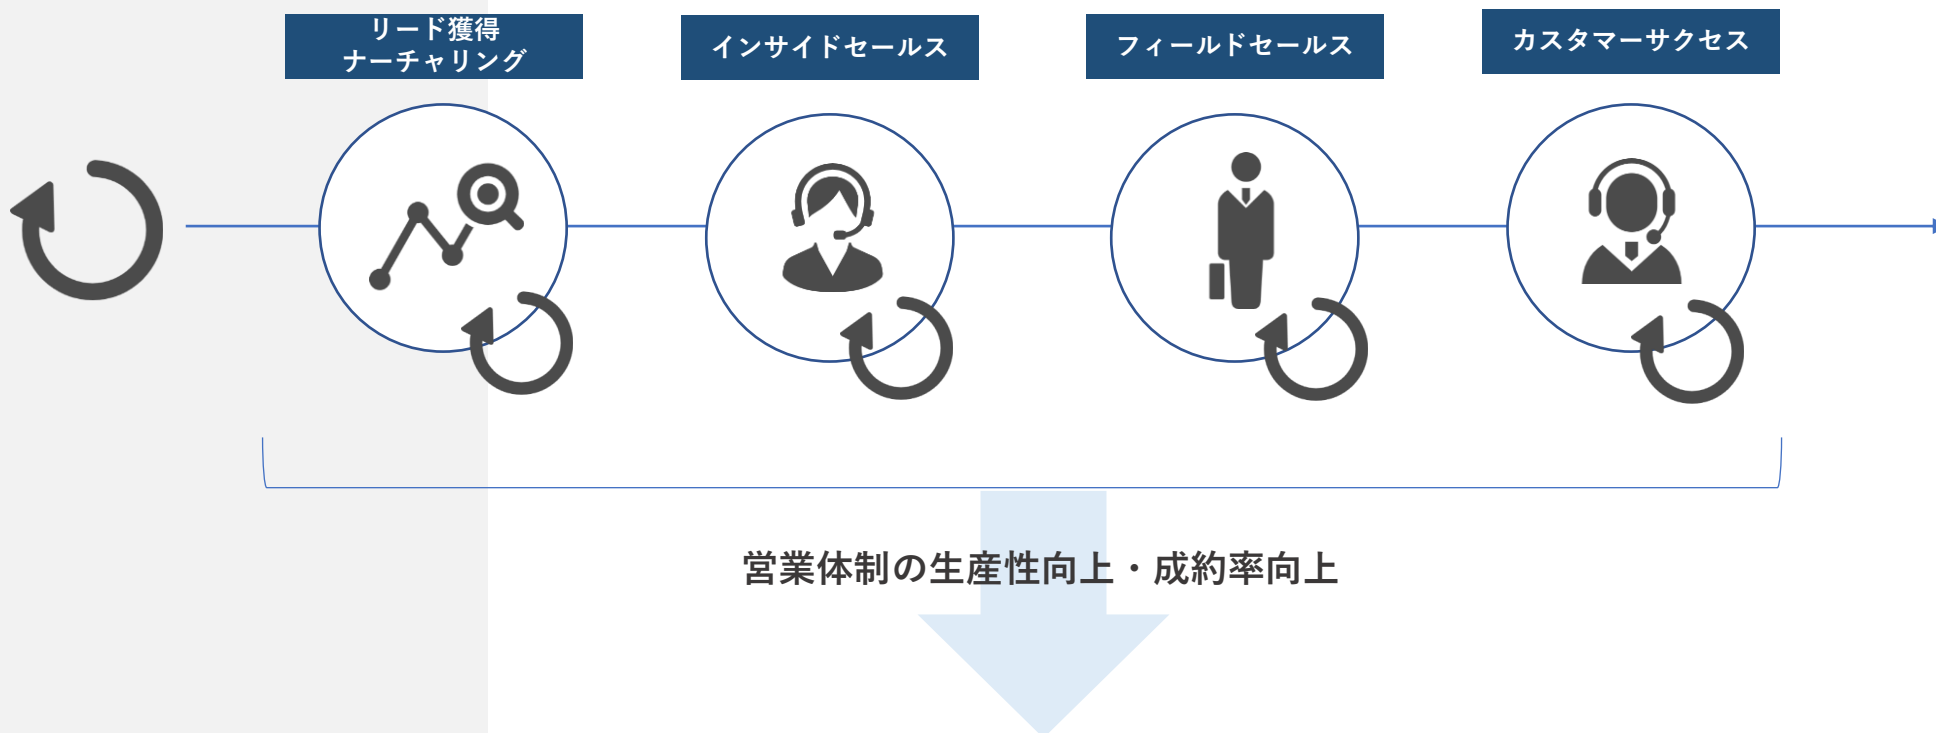 リード獲得
ナーチャリング
インサイドセールス
フィールドセールス
カスタマーサクセス
営業体制の生産性向上・成約率向上